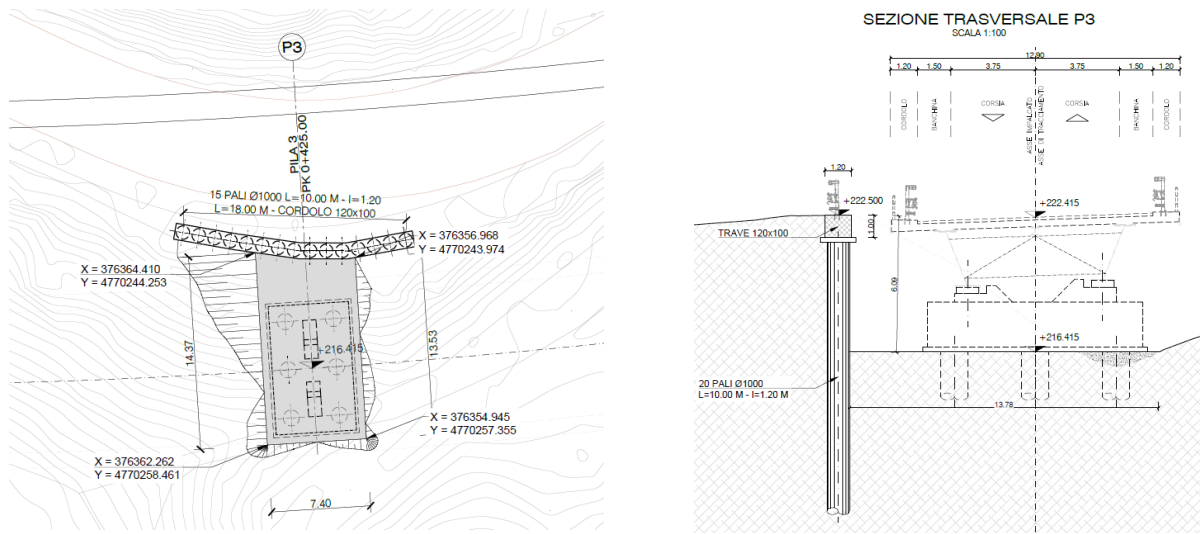 P3
PILA 3
PK 0+425.00
15 PALI Ø1000 L=10.00 M - I=1.20
L=18.00 M - CORDOLO 120x100
X = 376356.968
Y = 4770243.974
X = 376364.410
Y = 4770244.253
14.37
13.53
+216.415
X = 376354.945
Y = 4770257.355
X = 376362.262
Y = 4770258.461
7.40
SEZIONE TRASVERSALE P3
SCALA 1:100
12.90
1.20
1.50
3.75
3.75
1.50
1.20
CORDOLO
BANCHINA
CORSIA
ASSE IMPALCATO
ASSE DI TRACCIAMENTO
CORSIA
BANCHINA
CORDOLO
1.20
+222.500
+222.415
TRAVE 120x100
1.00
6.09
+216.415
20 PALI Ø1000
L=10.00 M - I=1.20 M
13.78